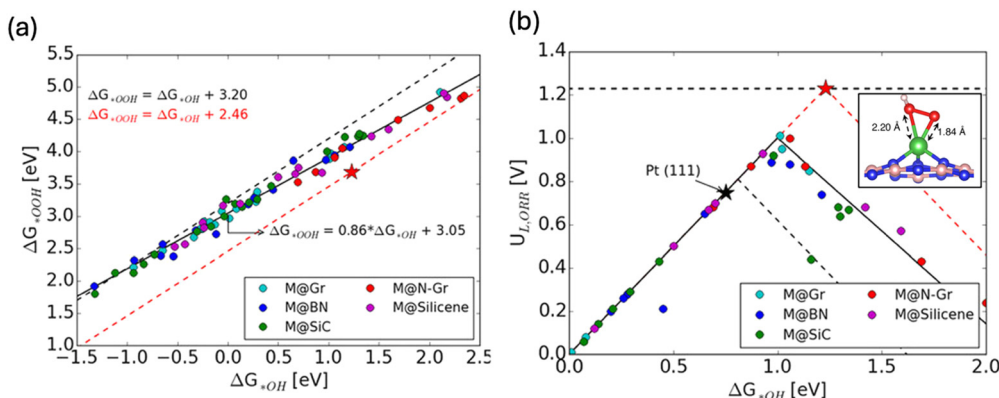 (a)
5.5
5.0
4.5
4.0
3.5
3.0
2.5
2.0
1.5
1.0
ΔG*OOH [eV]
ΔG*OOH = ΔG*OH + 3.20
ΔG*OOH = ΔG*OH + 2.46
ΔG*OOH = 0.86*ΔG*OH + 3.05
M@Gr
M@BN
M@SiC
M@N-Gr
M@Silicene
−1.5 −1.0 −0.5 0.0 0.5 1.0 1.5 2.0 2.5
ΔG*OH [eV]
(b)
1.4
1.2
1.0
0.8
0.6
0.4
0.2
0.0
U_L,ORR [V]
Pt (111)
2.20 Å
1.84 Å
M@Gr
M@BN
M@SiC
M@N-Gr
M@Silicene
0.0 0.5 1.0 1.5 2.0
ΔG*OH [eV]